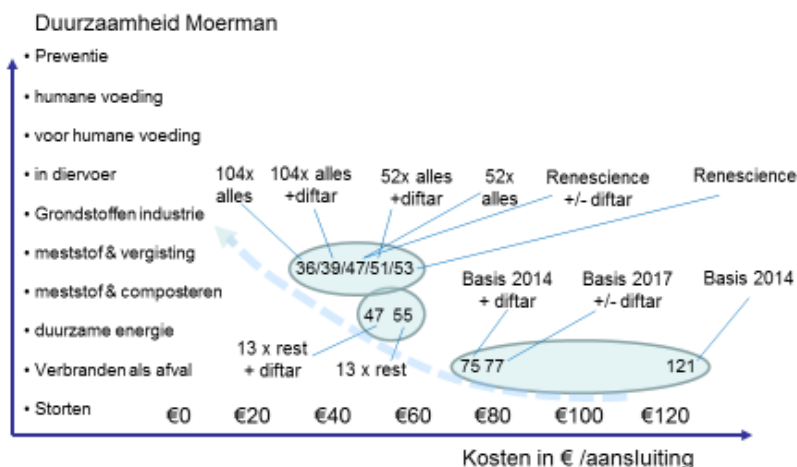 Duurzaamheid Moerman
• Preventie
• humane voeding
• voor humane voeding
• in diervoer
• Grondstoffen industrie
• meststof & vergisting
• meststof & composteren
• duurzame energie
• Verbranden als afval
• Storten
104x
alles
104x alles
+diftar
52x alles
+diftar
52x
alles
Renescience
+/- diftar
Renescience
36/39/47/51/53
Basis 2014
+ diftar
Basis 2017
+/- diftar
Basis 2014
47 55
13 x rest
+ diftar
13 x rest
75 77
121
€0 €20 €40 €60 €80 €100 €120
Kosten in € /aansluiting